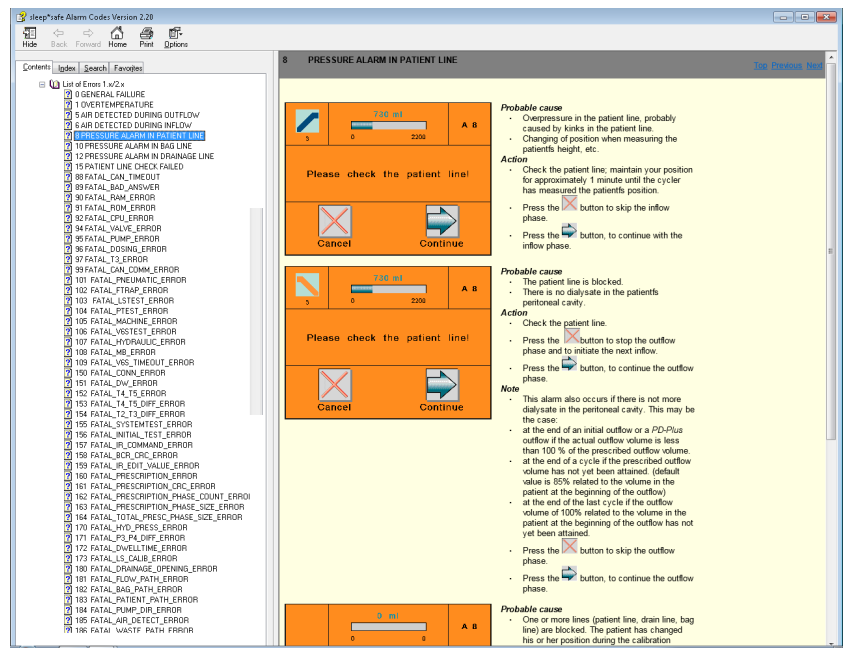 sleep•safe Alarm Codes Version 2.20
Hide Back Forward Home Print Options
Contents Index Search Favorites
List of Errors 1.x/2.x
0 GENERAL FAILURE
1 OVERTEMPERATURE
5 AIR DETECTED DURING OUTFLOW
6 AIR DETECTED DURING INFLOW
8 PRESSURE ALARM IN PATIENT LINE
10 PRESSURE ALARM IN BAG LINE
12 PRESSURE ALARM IN DRAINAGE LINE
15 PATIENT LINE CHECK FAILED
88 FATAL_CAN_TIMEOUT
89 FATAL_BAD_ANSWER
90 FATAL_RAM_ERROR
91 FATAL_ROM_ERROR
92 FATAL_CPU_ERROR
94 FATAL_VALVE_ERROR
95 FATAL_PUMP_ERROR
96 FATAL_DOSING_ERROR
97 FATAL_T3_ERROR
99 FATAL_CAN_COMM_ERROR
101 FATAL_PNEUMATIC_ERROR
102 FATAL_FTRAP_ERROR
103 FATAL_LSTEST_ERROR
104 FATAL_PTEST_ERROR
105 FATAL_MACHINE_ERROR
106 FATAL_V6STEST_ERROR
107 FATAL_HYDRAULIC_ERROR
108 FATAL_MB_ERROR
109 FATAL_V6S_TIMEOUT_ERROR
150 FATAL_CONN_ERROR
151 FATAL_DW_ERROR
152 FATAL_T4_T5_ERROR
153 FATAL_T4_T5_DIFF_ERROR
154 FATAL_T2_T3_DIFF_ERROR
155 FATAL_SYSTEMTEST_ERROR
156 FATAL_INITIAL_TEST_ERROR
157 FATAL_IR_COMMAND_ERROR
158 FATAL_BCR_CRC_ERROR
159 FATAL_IR_EDIT_VALUE_ERROR
160 FATAL_PRESCRIPTION_ERROR
161 FATAL_PRESCRIPTION_CRC_ERROR
162 FATAL_PRESCRIPTION_PHASE_COUNT_ERROI
163 FATAL_PRESCRIPTION_PHASE_SIZE_ERROR
164 FATAL_TOTAL_PRESC_PHASE_SIZE_ERROR
170 FATAL_HYD_PRESS_ERROR
171 FATAL_P3_P4_DIFF_ERROR
172 FATAL_DWELLTIME_ERROR
173 FATAL_LS_CALIB_ERROR
180 FATAL_DRAINAGE_OPENING_ERROR
181 FATAL_FLOW_PATH_ERROR
182 FATAL_BAG_PATH_ERROR
183 FATAL_PATIENT_PATH_ERROR
184 FATAL_PUMP_DIR_ERROR
185 FATAL_AIR_DETECT_ERROR
186 FATAL_WASTE_PATH_ERROR
8 PRESSURE ALARM IN PATIENT LINE
Top Previous Next
730 ml
A 8
5 0 2200
Please check the patient line!
Cancel Continue
Probable cause
· Overpressure in the patient line, probably
caused by kinks in the patient line.
· Changing of position when measuring the
patientfs height, etc.
Action
· Check the patient line; maintain your position
for approximately 1 minute until the cycler
has measured the patientfs position.
· Press the button to skip the inflow
phase.
· Press the button, to continue with the
inflow phase.
730 ml
A 8
5 0 2200
Please check the patient line!
Cancel Continue
Probable cause
· The patient line is blocked.
· There is no dialysate in the patientfs
peritoneal cavity.
Action
· Check the patient line.
· Press the button to stop the outflow
phase and to initiate the next inflow.
· Press the button, to continue the outflow
phase.
Note
· This alarm also occurs if there is not more
dialysate in the peritoneal cavity. This may be
the case:
· at the end of an initial outflow or a PD-Plus
outflow if the actual outflow volume is less
than 100 % of the prescribed outflow volume.
· at the end of a cycle if the prescribed outflow
volume has not yet been attained. (default
value is 85% related to the volume in the
patient at the beginning of the outflow)
· at the end of the last cycle if the outflow
volume of 100% related to the volume in the
patient at the beginning of the outflow has not
yet been attained.
· Press the button to skip the outflow
phase.
· Press the button, to continue the outflow
phase.
0 ml
A 8
0 0
Probable cause
· One or more lines (patient line, drain line, bag
line) are blocked. The patient has changed
his or her position during the calibration